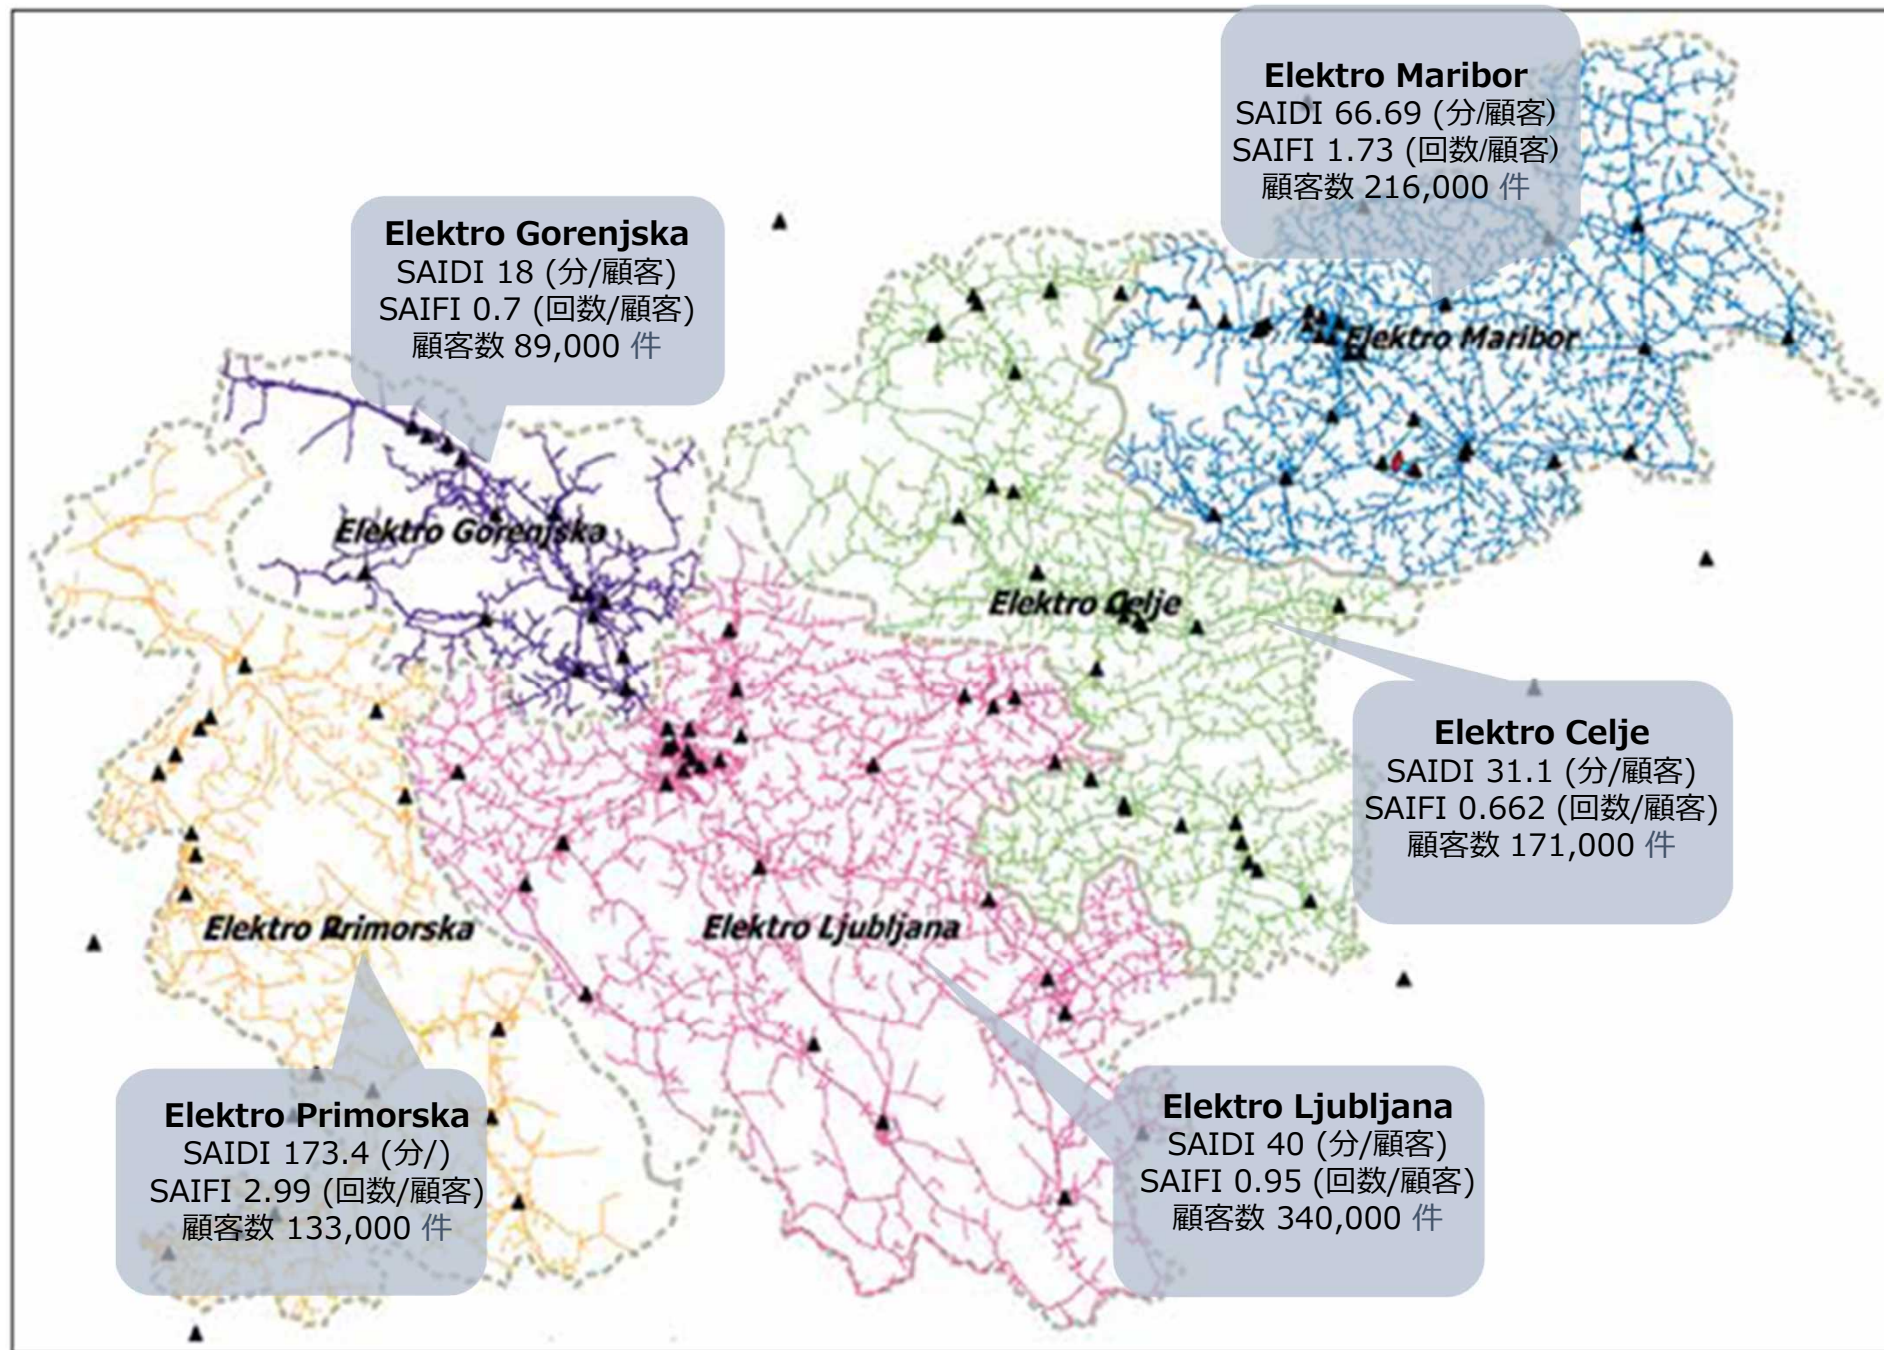 Elektro Maribor
SAIDI 66.69 (分/顧客)
SAIFI 1.73 (回数/顧客)
顧客数 216,000 件
Elektro Gorenjska
SAIDI 18 (分/顧客)
SAIFI 0.7 (回数/顧客)
顧客数 89,000 件
Elektro Maribor
Elektro Gorenjska
Elektro Celje
Elektro Celje
SAIDI 31.1 (分/顧客)
SAIFI 0.662 (回数/顧客)
顧客数 171,000 件
Elektro Primorska
Elektro Ljubljana
Elektro Primorska
SAIDI 173.4 (分/)
SAIFI 2.99 (回数/顧客)
顧客数 133,000 件
Elektro Ljubljana
SAIDI 40 (分/顧客)
SAIFI 0.95 (回数/顧客)
顧客数 340,000 件